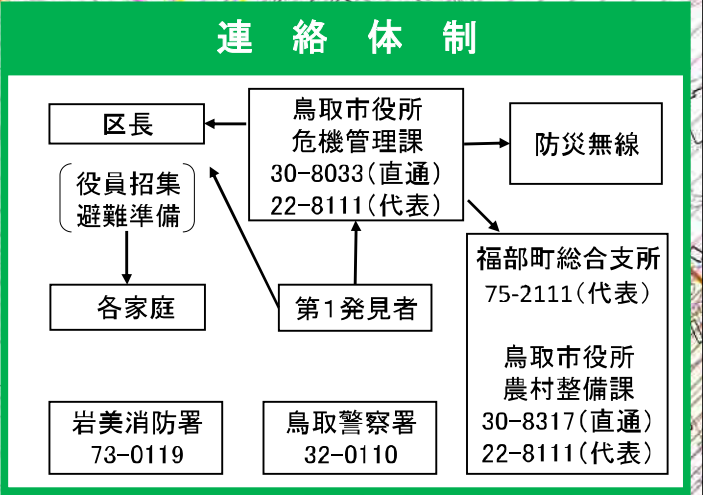 連絡体制
区長
鳥取市役所
危機管理課
30-8033（直通）
22-8111（代表）
防災無線
役員招集
避難準備
各家庭
第１発見者
福部町総合支所
75-2111（代表）
鳥取市役所
農村整備課
30-8317（直通）
22-8111（代表）
岩美消防署
73-0119
鳥取警察署
32-0110